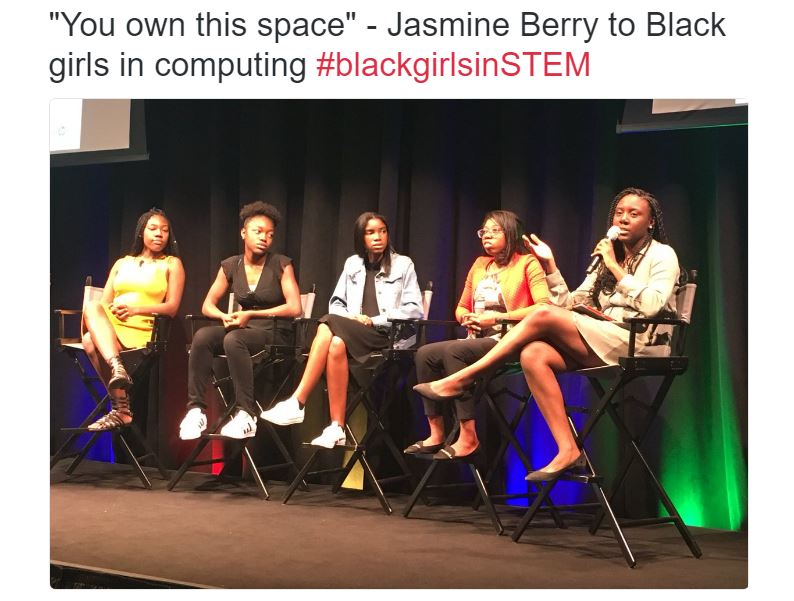 "You own this space" - Jasmine Berry to Black
girls in computing #blackgirlsinSTEM